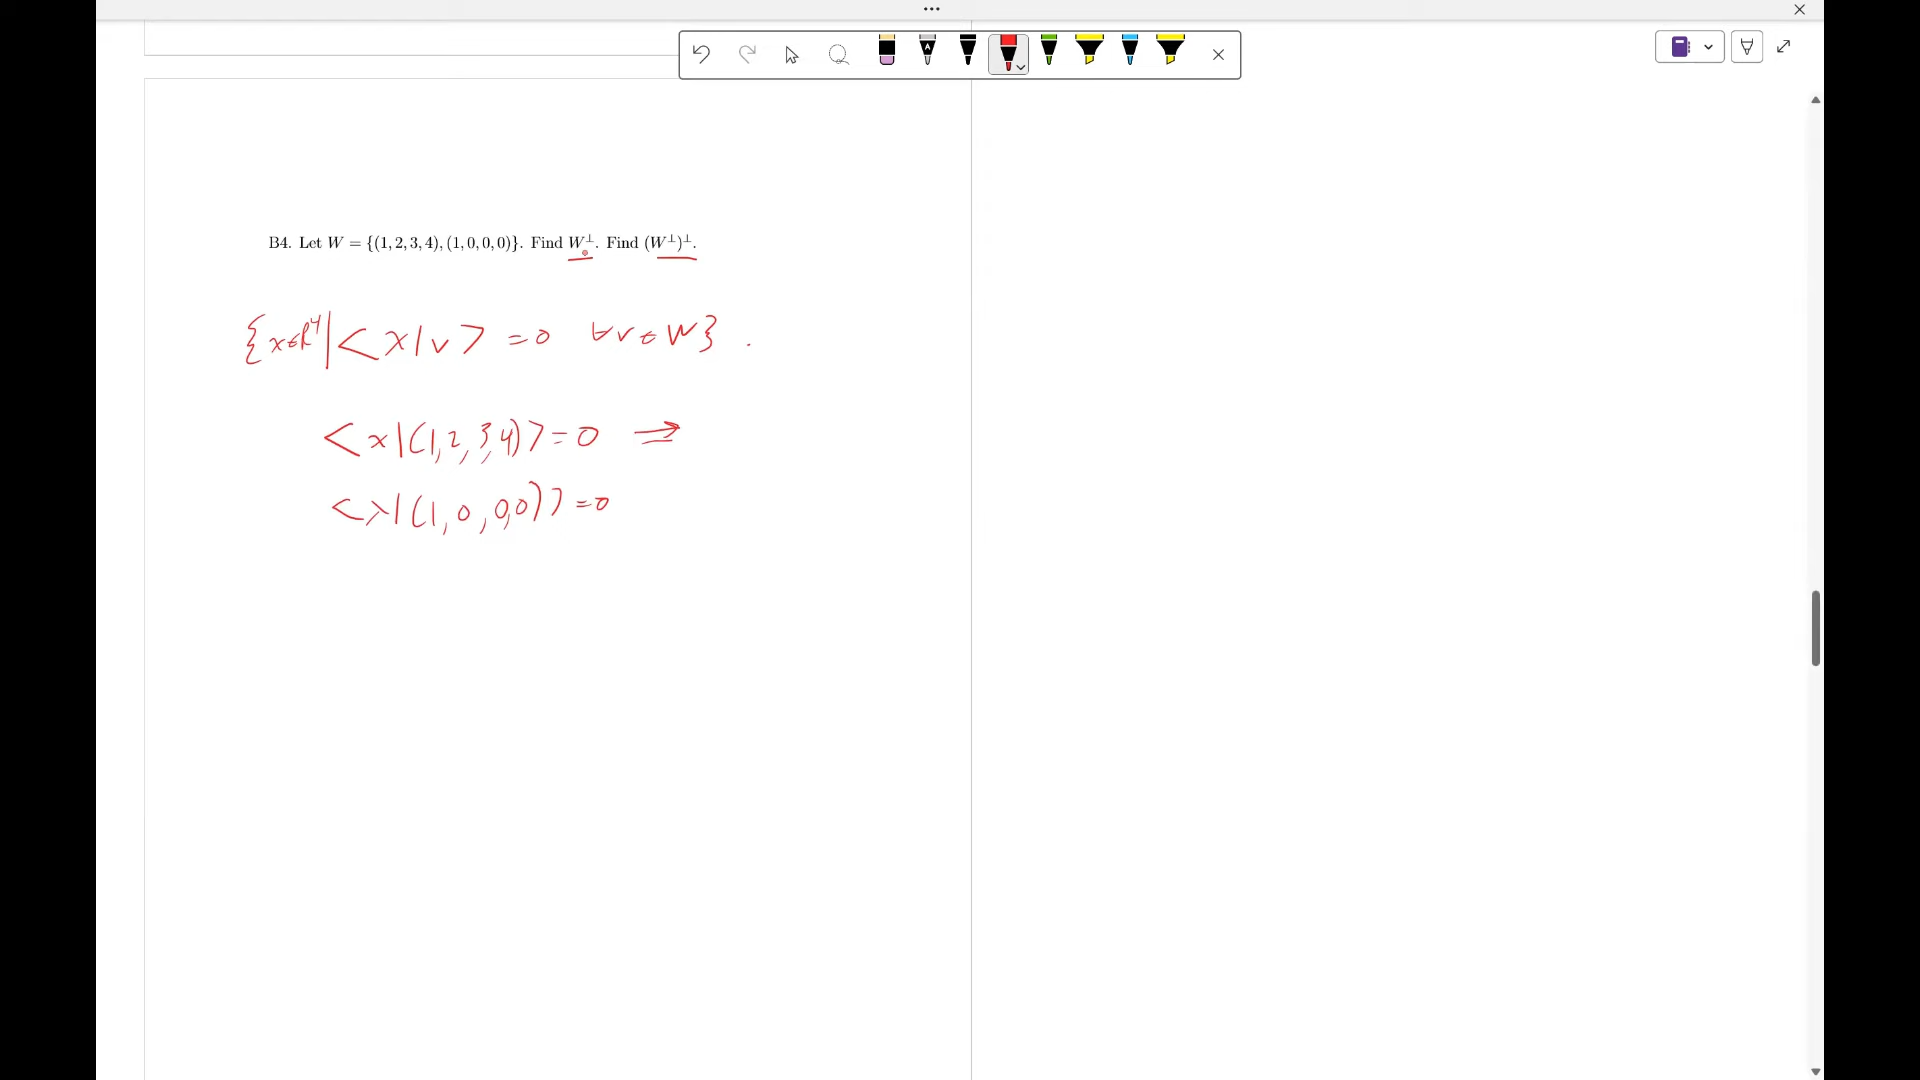 B4. Let W = {(1, 2, 3, 4), (1, 0, 0, 0)}. Find W⊥. Find (W⊥)⊥.
{x∈ℝ⁴|<x|v> =0 ∀v∈W} .
<x|(1,2,3,4)>=0 ⇒
<x|(1,0,0,0)>=0